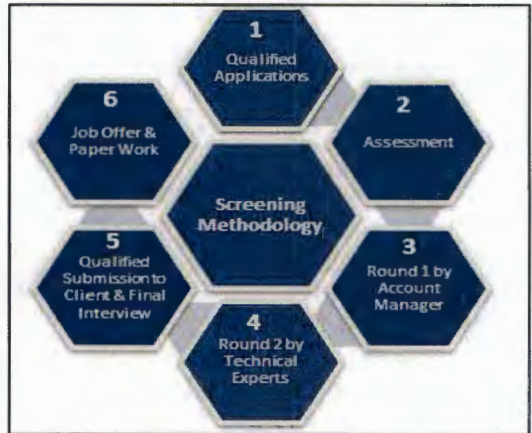 1
Qualified
Applications
2
Assessment
3
Round 1 by
Account
Manager
4
Round 2 by
Technical
Experts
5
Qualified
Submission to
Client & Final
Interview
6
Job Offer &
Paper Work
Screening
Methodology